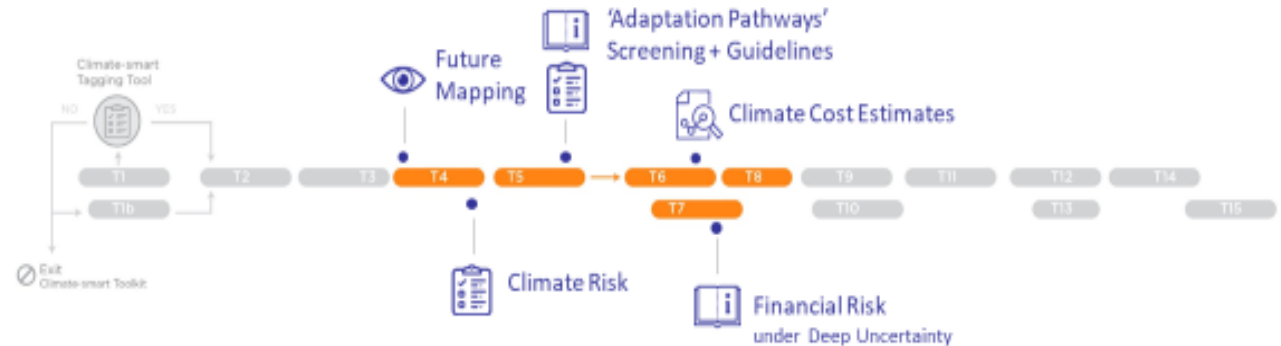 'Adaptation Pathways'
Screening + Guidelines
Future
Mapping
Climate-smart
Tagging Tool
NO
YES
Climate Cost Estimates
T1
T2
T3
T4
T5
T6
T8
T9
T11
T12
T14
T1b
T7
T10
T13
T15
Exit
Climate-smart Toolkit
Climate Risk
Financial Risk
under Deep Uncertainty